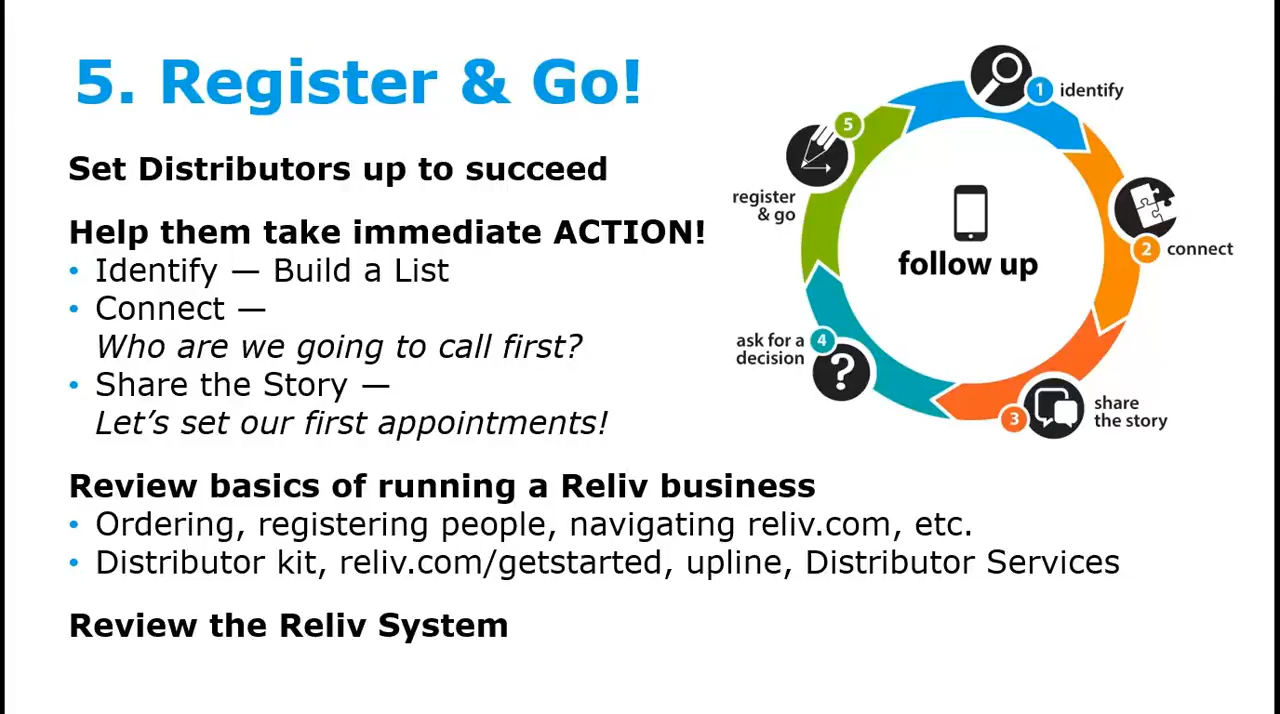 5. Register & Go!
Set Distributors up to succeed
Help them take immediate ACTION!
• Identify — Build a List
• Connect —
Who are we going to call first?
• Share the Story —
Let’s set our first appointments!
Review basics of running a Reliv business
• Ordering, registering people, navigating reliv.com, etc.
• Distributor kit, reliv.com/getstarted, upline, Distributor Services
Review the Reliv System
1 identify
2 connect
3 share
the story
4 ask for a
decision
5
register
& go
follow up